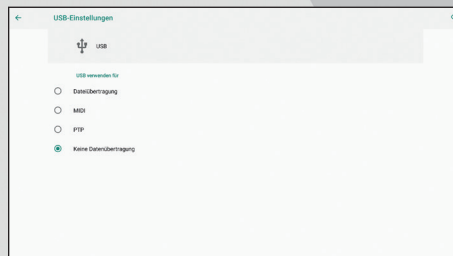 USB-Einstellungen
USB
USB verwenden für
Dateiübertragung
MIDI
PTP
Keine Datenübertragung